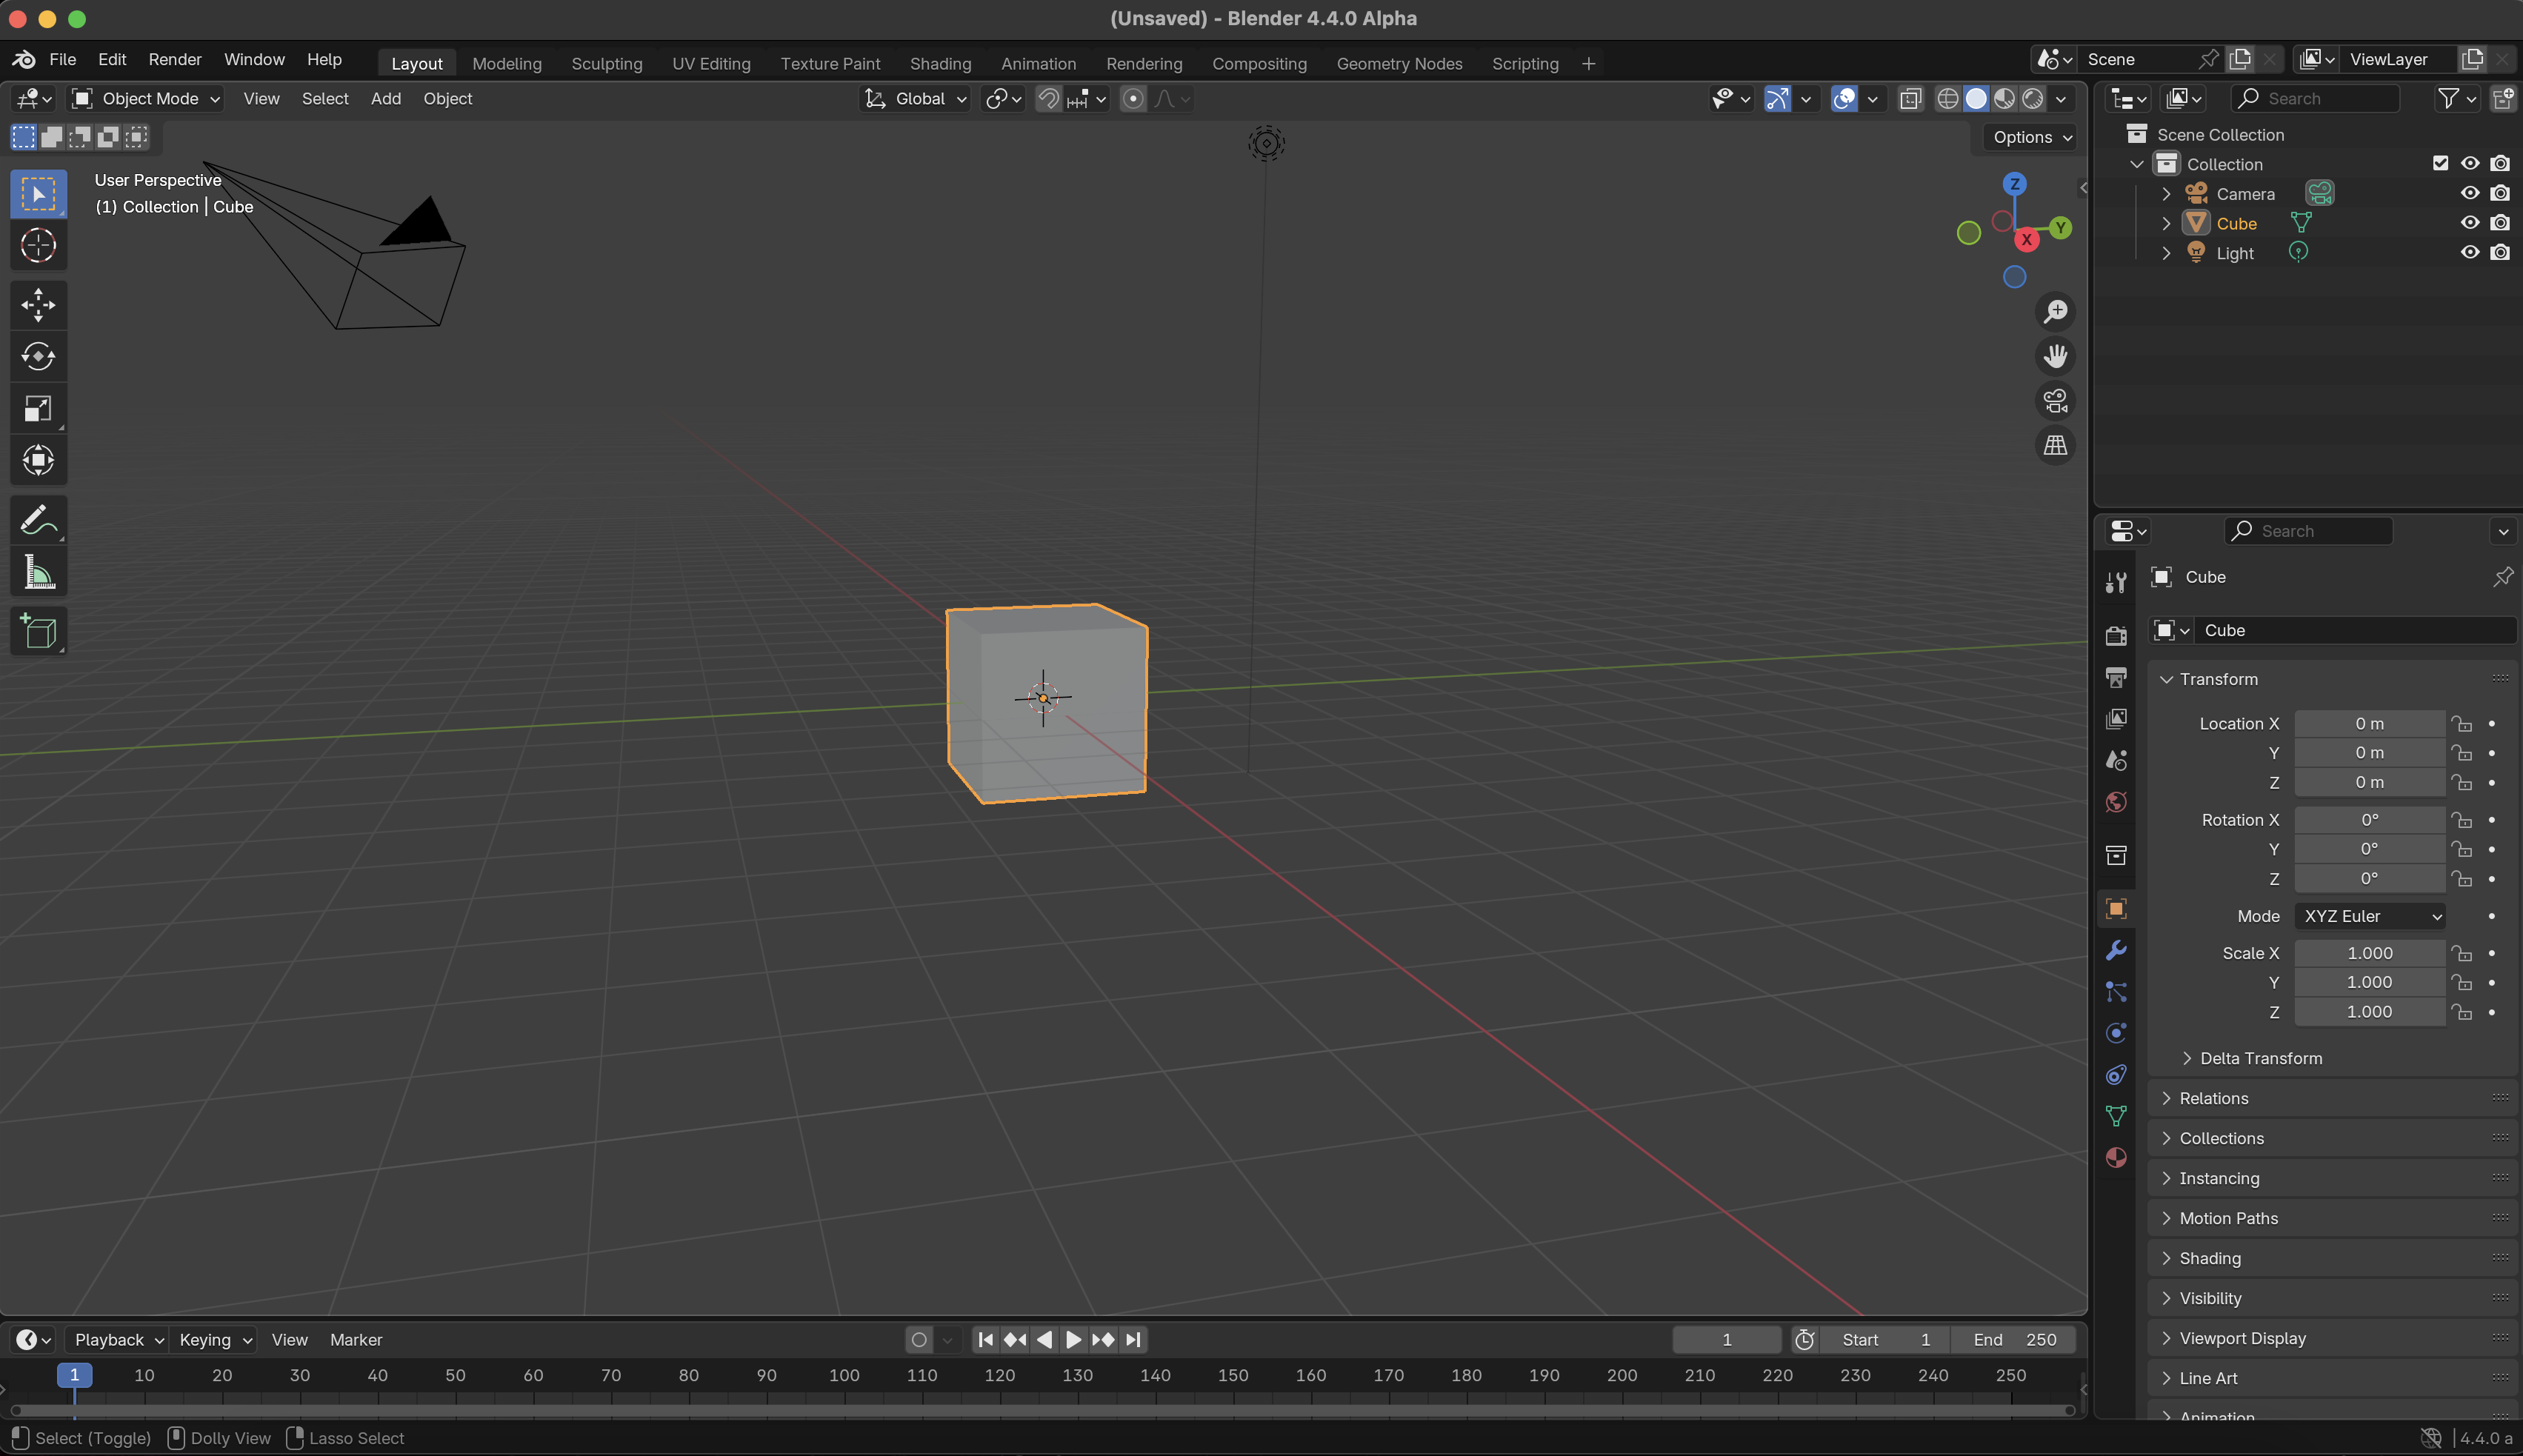 (Unsaved) - Blender 4.4.0 Alpha
File Edit Render Window Help Layout Modeling Sculpting UV Editing Texture Paint Shading Animation Rendering Compositing Geometry Nodes Scripting + Scene ViewLayer
Object Mode View Select Add Object Global
Options
User Perspective
(1) Collection | Cube
Z
Y
X
Search
Scene Collection
Collection
Camera
Cube
Light
Search
Cube
Cube
Transform
Location X 0 m
Y 0 m
Z 0 m
Rotation X 0°
Y 0°
Z 0°
Mode XYZ Euler
Scale X 1.000
Y 1.000
Z 1.000
Delta Transform
Relations
Collections
Instancing
Motion Paths
Shading
Visibility
Viewport Display
Line Art
Animation
Playback Keying View Marker 1 Start 1 End 250
1 10 20 30 40 50 60 70 80 90 100 110 120 130 140 150 160 170 180 190 200 210 220 230 240 250
Select (Toggle) Dolly View Lasso Select 4.4.0 a